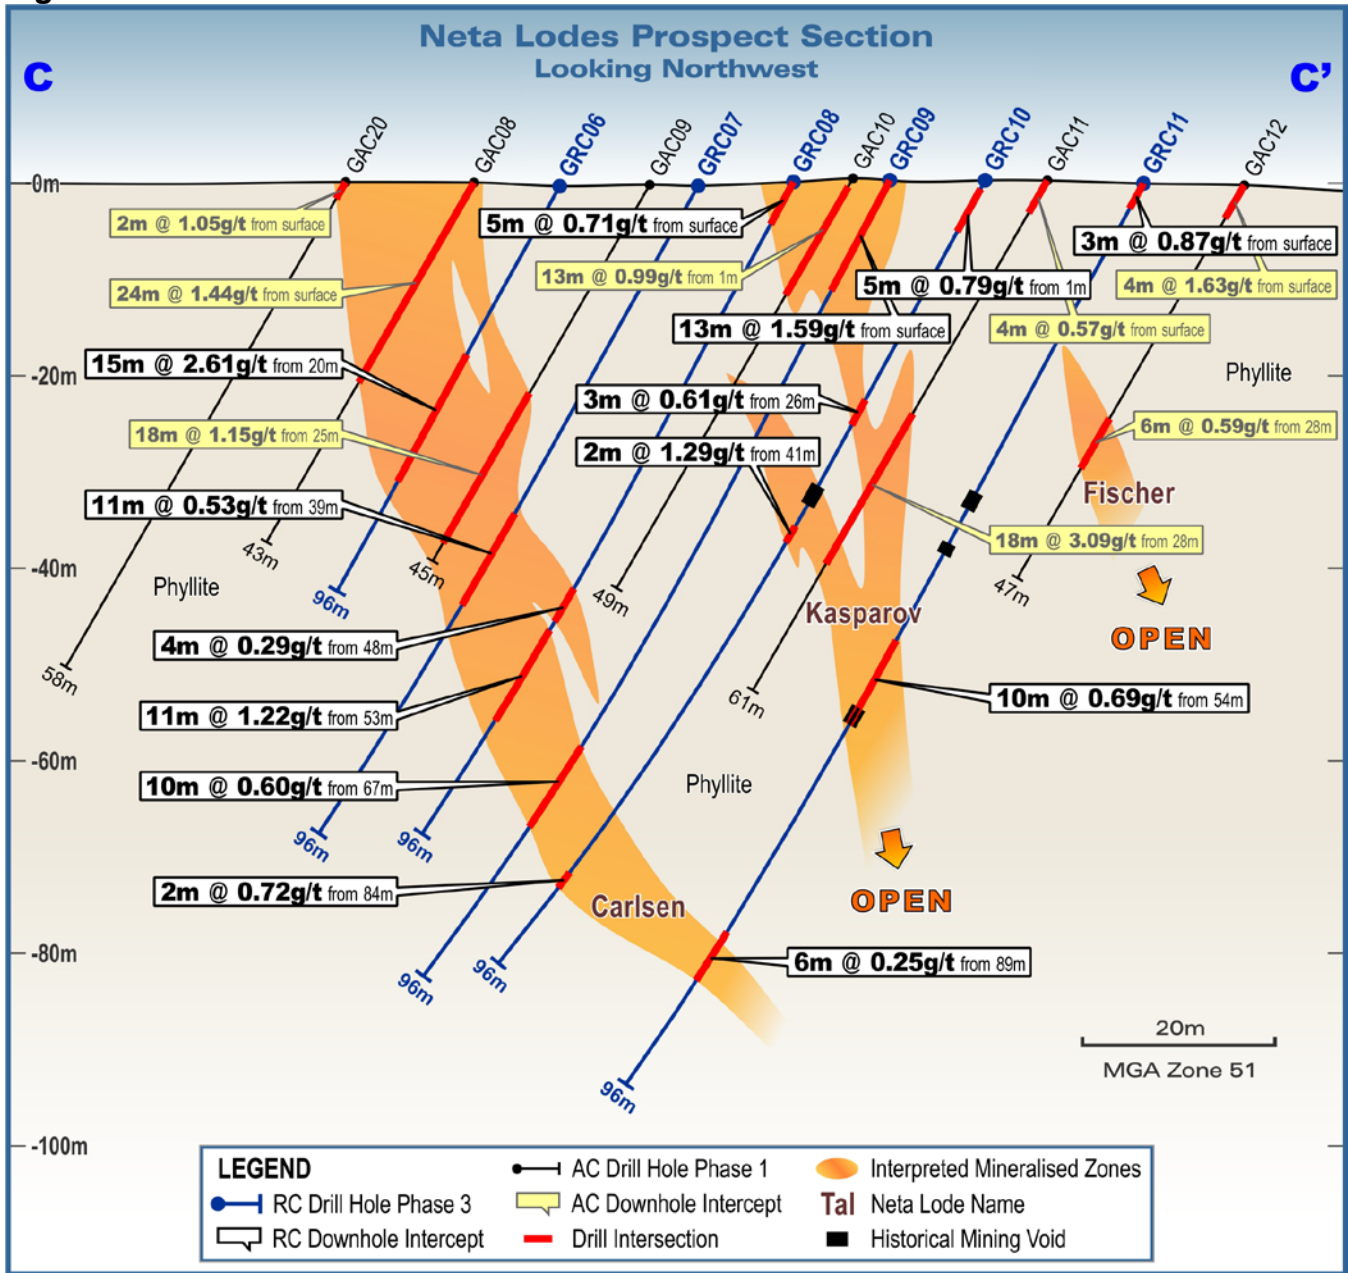 Neta Lodes Prospect Section
Looking Northwest
C
C'
GAC20
GAC08
GRC06
GAC09
GRC07
GRC08
GAC10
GRC09
GRC10
GAC11
GRC11
GAC12
0m
2m @ 1.05g/t from surface
5m @ 0.71g/t from surface
3m @ 0.87g/t from surface
24m @ 1.44g/t from surface
13m @ 0.99g/t from 1m
5m @ 0.79g/t from 1m
4m @ 1.63g/t from surface
13m @ 1.59g/t from surface
4m @ 0.57g/t from surface
15m @ 2.61g/t from 20m
-20m
Phyllite
3m @ 0.61g/t from 26m
18m @ 1.15g/t from 25m
2m @ 1.29g/t from 41m
6m @ 0.59g/t from 28m
11m @ 0.53g/t from 39m
Fischer
18m @ 3.09g/t from 28m
43m
45m
-40m
Phyllite
96m
49m
47m
Kasparov
4m @ 0.29g/t from 48m
OPEN
58m
61m
10m @ 0.69g/t from 54m
11m @ 1.22g/t from 53m
-60m
10m @ 0.60g/t from 67m
Phyllite
96m
96m
2m @ 0.72g/t from 84m
Carlsen
OPEN
-80m
6m @ 0.25g/t from 89m
96m
96m
20m
MGA Zone 51
96m
-100m
LEGEND
AC Drill Hole Phase 1
Interpreted Mineralised Zones
RC Drill Hole Phase 3
AC Downhole Intercept
Tal Neta Lode Name
RC Downhole Intercept
Drill Intersection
Historical Mining Void